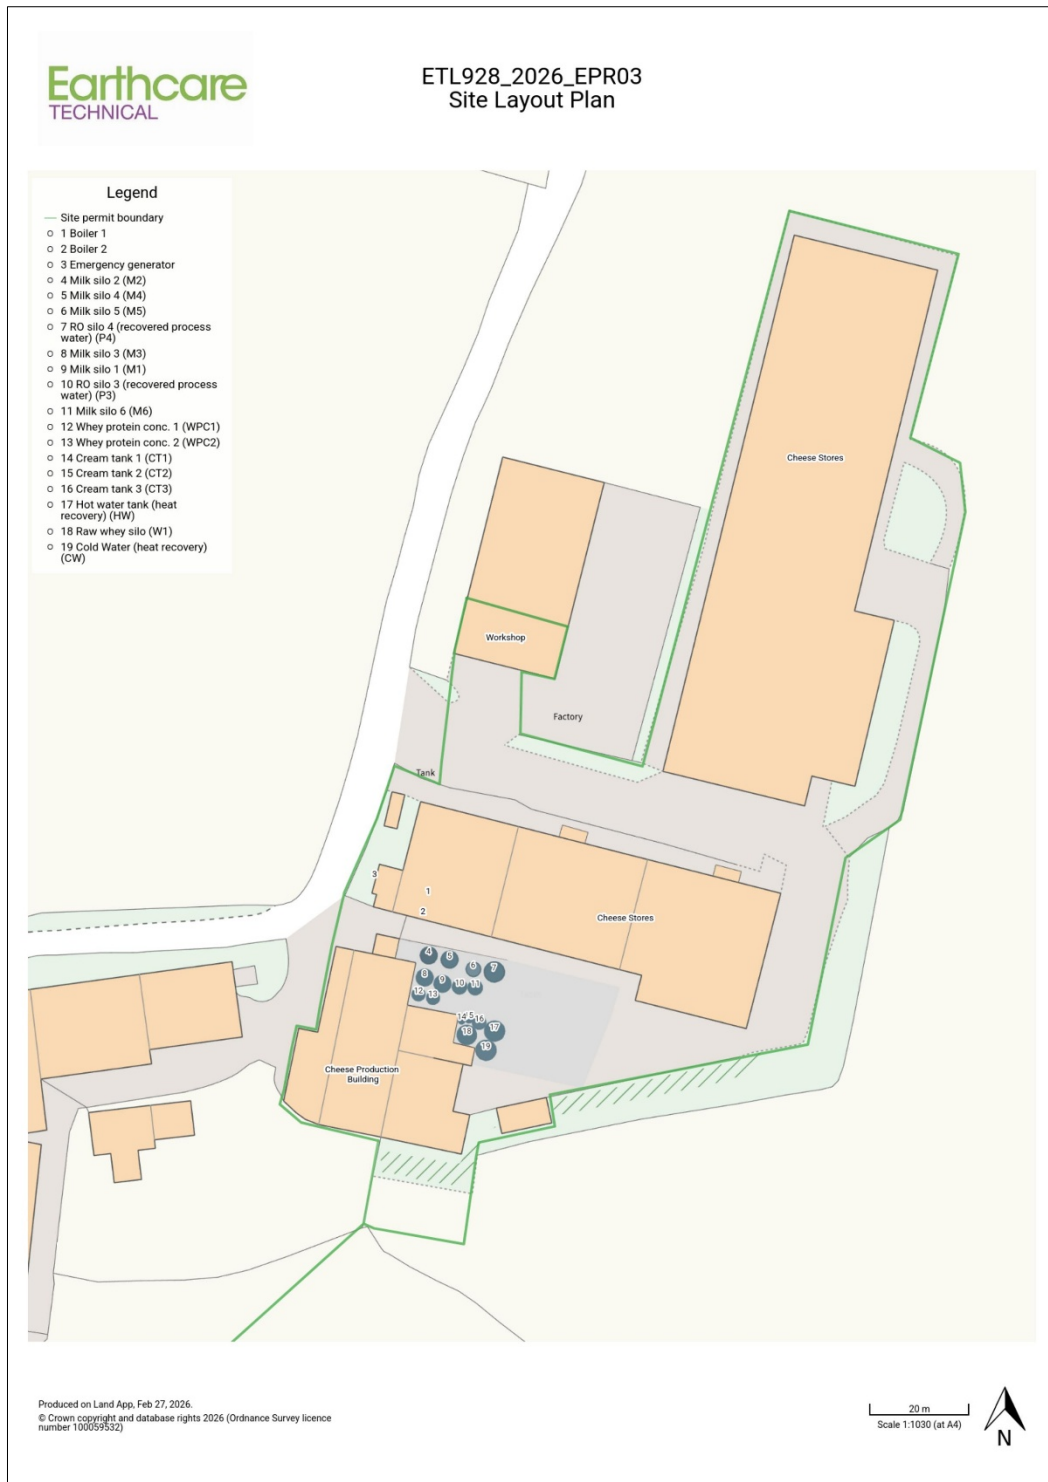 Earthcare
TECHNICAL
ETL928_2026_EPR03
Site Layout Plan
Legend
Site permit boundary
1 Boiler 1
2 Boiler 2
3 Emergency generator
4 Milk silo 2 (M2)
5 Milk silo 4 (M4)
6 Milk silo 5 (M5)
7 RO silo 4 (recovered process
water) (P4)
8 Milk silo 3 (M3)
9 Milk silo 1 (M1)
10 RO silo 3 (recovered process
water) (P3)
11 Milk silo 6 (M6)
12 Whey protein conc. 1 (WPC1)
13 Whey protein conc. 2 (WPC2)
14 Cream tank 1 (CT1)
15 Cream tank 2 (CT2)
16 Cream tank 3 (CT3)
17 Hot water tank (heat
recovery) (HW)
18 Raw whey silo (W1)
19 Cold Water (heat recovery)
(CW)
Cheese Stores
Workshop
Factory
Tank
3
1
2
Cheese Stores
4
5
6
7
8
9
10
11
12
13
14
5
16
17
18
19
Cheese Production
Building
Produced on Land App, Feb 27, 2026.
© Crown copyright and database rights 2026 (Ordnance Survey licence
number 100059532)
20 m
Scale 1:1030 (at A4)
N